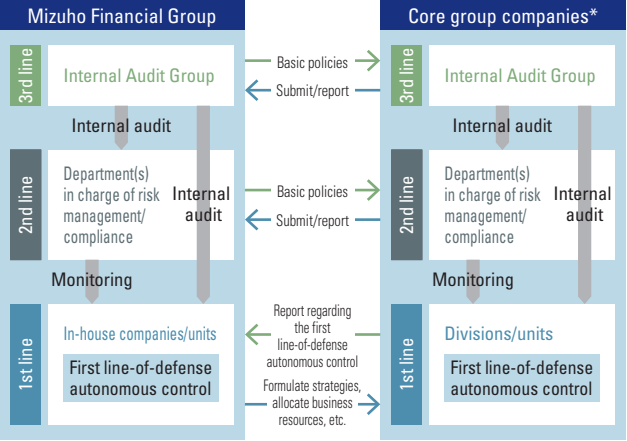 Mizuho Financial Group
3rd line
Internal Audit Group
Internal audit
2nd line
Department(s)
in charge of risk
management/
compliance
Internal
audit
Monitoring
1st line
In-house companies/units
First line-of-defense
autonomous control
Basic policies
Submit/report
Basic policies
Submit/report
Report regarding
the first
line-of-defense
autonomous control
Formulate strategies,
allocate business
resources, etc.
Core group companies*
3rd line
Internal Audit Group
Internal audit
2nd line
Department(s)
in charge of risk
management/
compliance
Internal
audit
Monitoring
1st line
Divisions/units
First line-of-defense
autonomous control